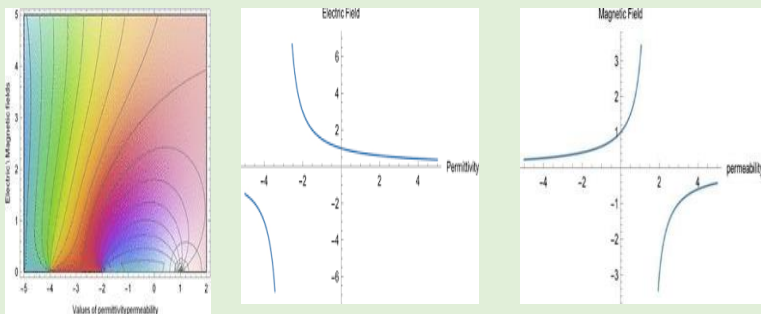 Electric \ Magnetic fields
5
4
3
2
1
0
-5 -4 -3 -2 -1 0 1 2
Values of permittivity/permeability
Electric Field
6
4
2
-4 -2 2 4 Permittivity
-2
-4
-6
Magnetic Field
3
2
1
-4 -2 2 4 permeability
-1
-2
-3